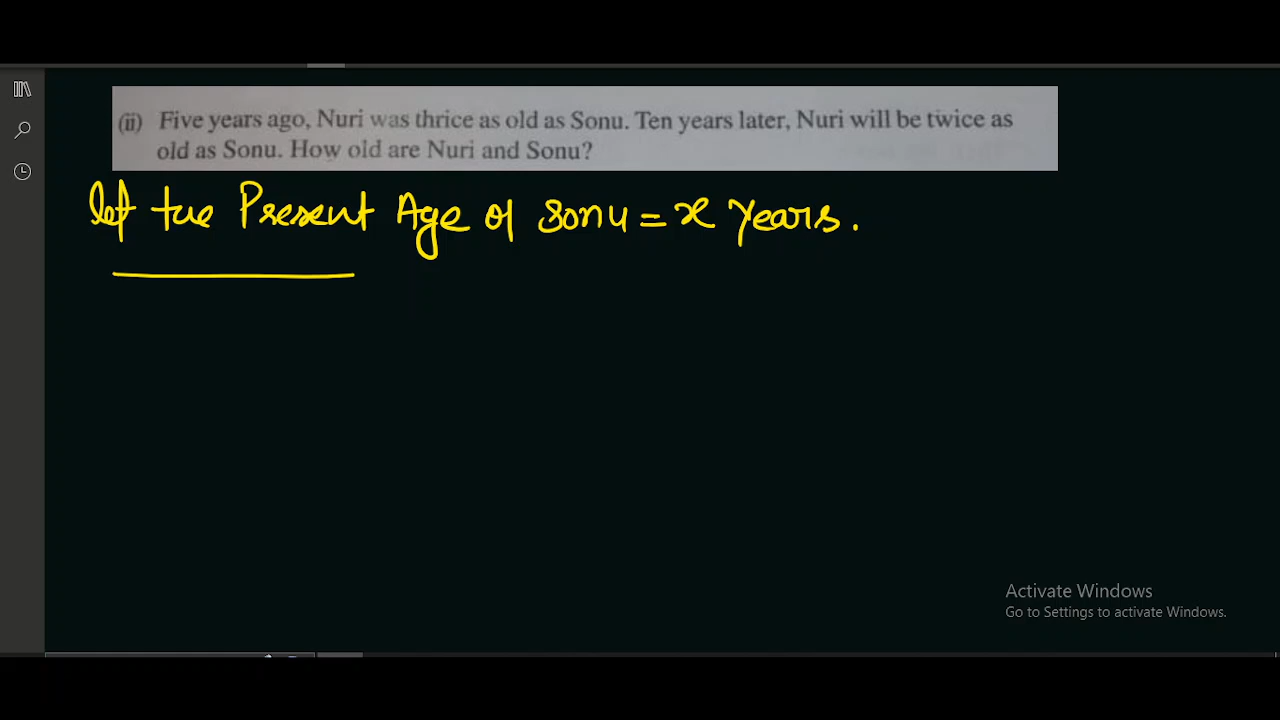 (ii) Five years ago, Nuri was thrice as old as Sonu. Ten years later, Nuri will be twice as
old as Sonu. How old are Nuri and Sonu?
let the Present Age of Sonu = x years.
Activate Windows
Go to Settings to activate Windows.